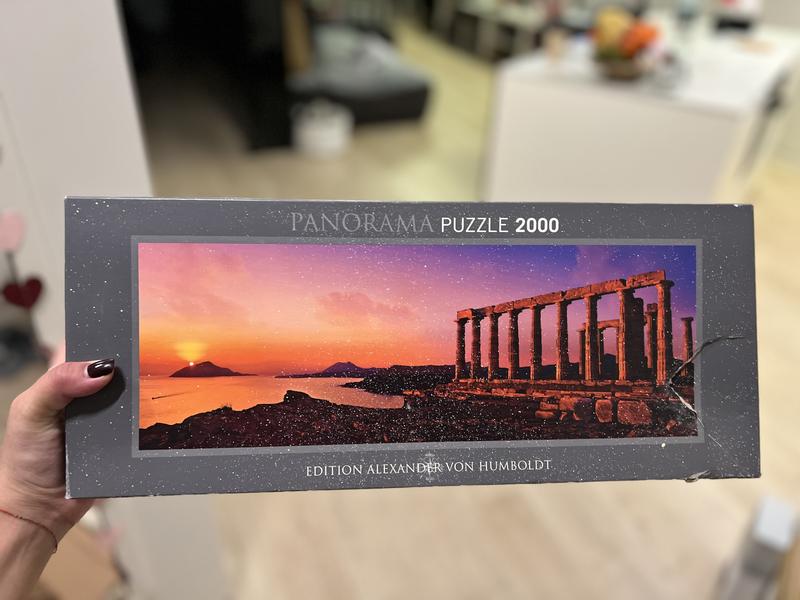 PANORAMA PUZZLE 2000
EDITION ALEXANDER VON HUMBOLDT